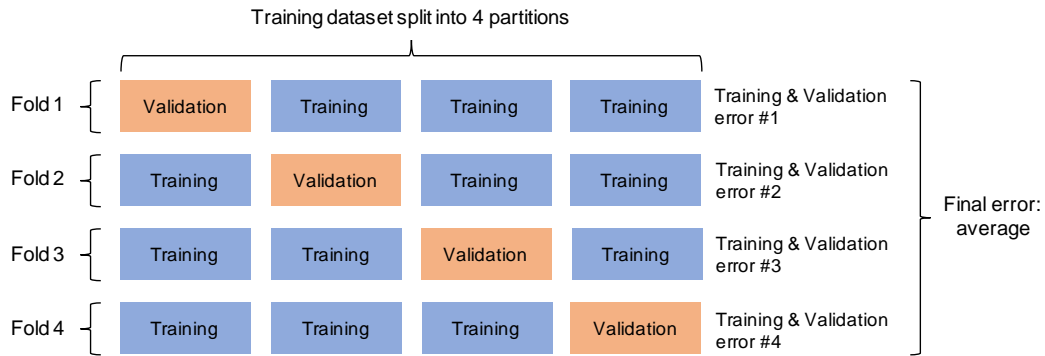 Training dataset split into 4 partitions
Fold 1
Validation
Training
Training
Training
Training & Validation
error #1
Fold 2
Training
Validation
Training
Training
Training & Validation
error #2
Fold 3
Training
Training
Validation
Training
Training & Validation
error #3
Fold 4
Training
Training
Training
Validation
Training & Validation
error #4
Final error:
average